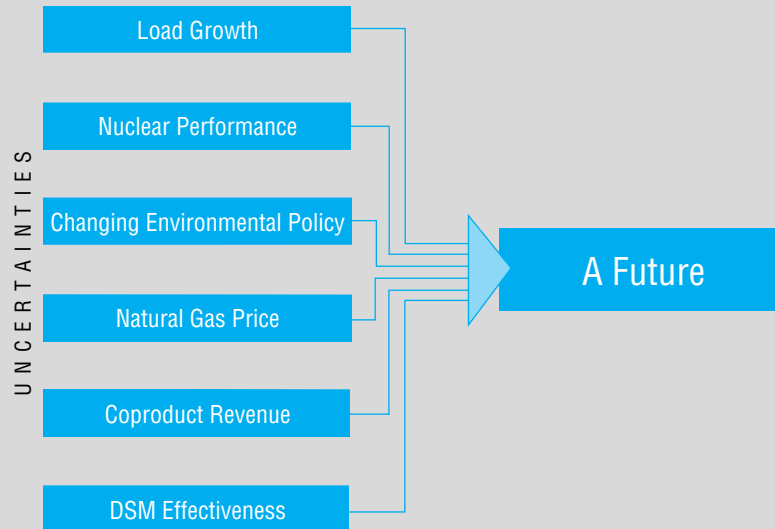 UNCERTAINTIES
Load Growth
Nuclear Performance
Changing Environmental Policy
Natural Gas Price
Coproduct Revenue
DSM Effectiveness
A Future